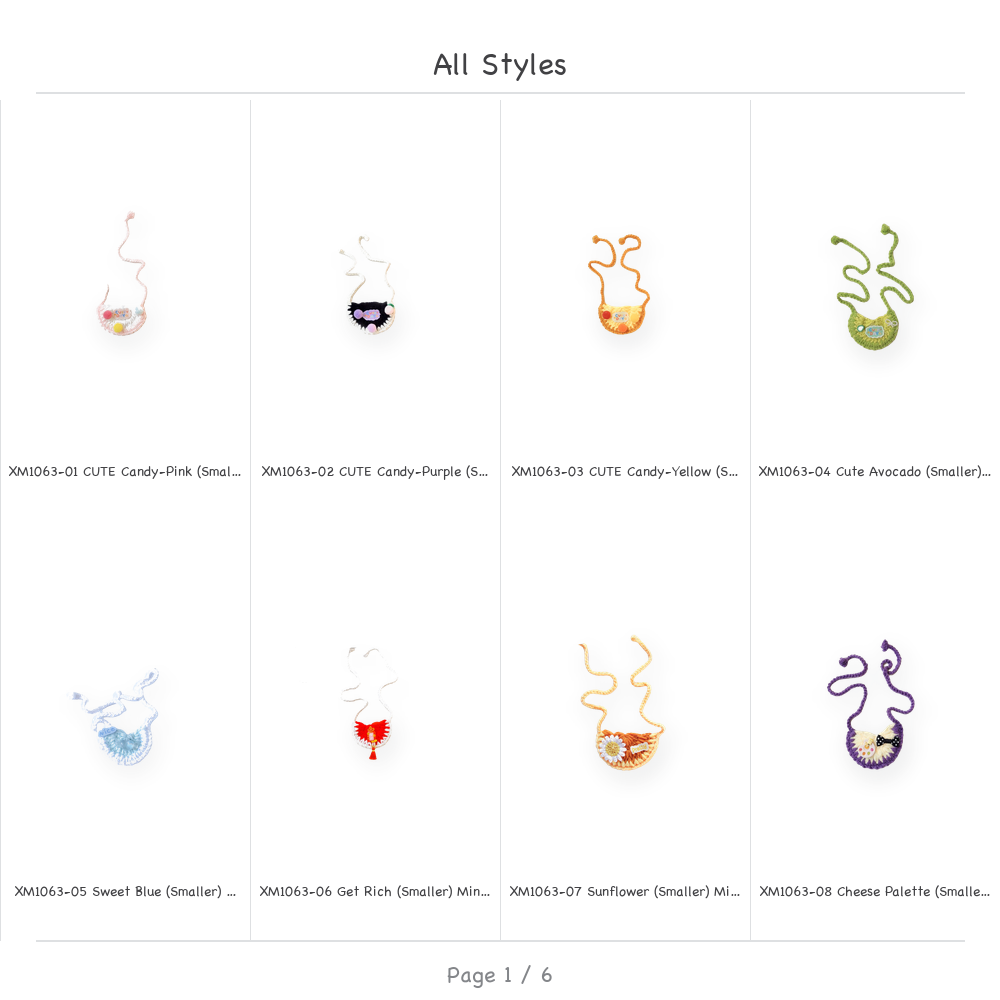 All Styles
XM1063-01 CUTE Candy-Pink (Smal...
XM1063-02 CUTE Candy-Purple (S...
XM1063-03 CUTE Candy-Yellow (S...
XM1063-04 Cute Avocado (Smaller)...
XM1063-05 Sweet Blue (Smaller) ...
XM1063-06 Get Rich (Smaller) Min...
XM1063-07 Sunflower (Smaller) Mi...
XM1063-08 Cheese Palette (Smalle...
Page 1 / 6